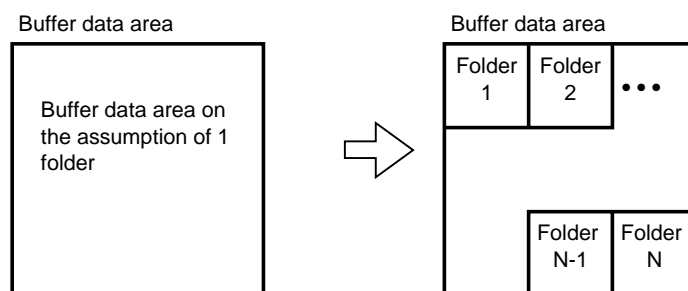 Buffer data area
Buffer data area on
the assumption of 1
folder
Buffer data area
Folder
1
Folder
2
•••
Folder
N-1
Folder
N